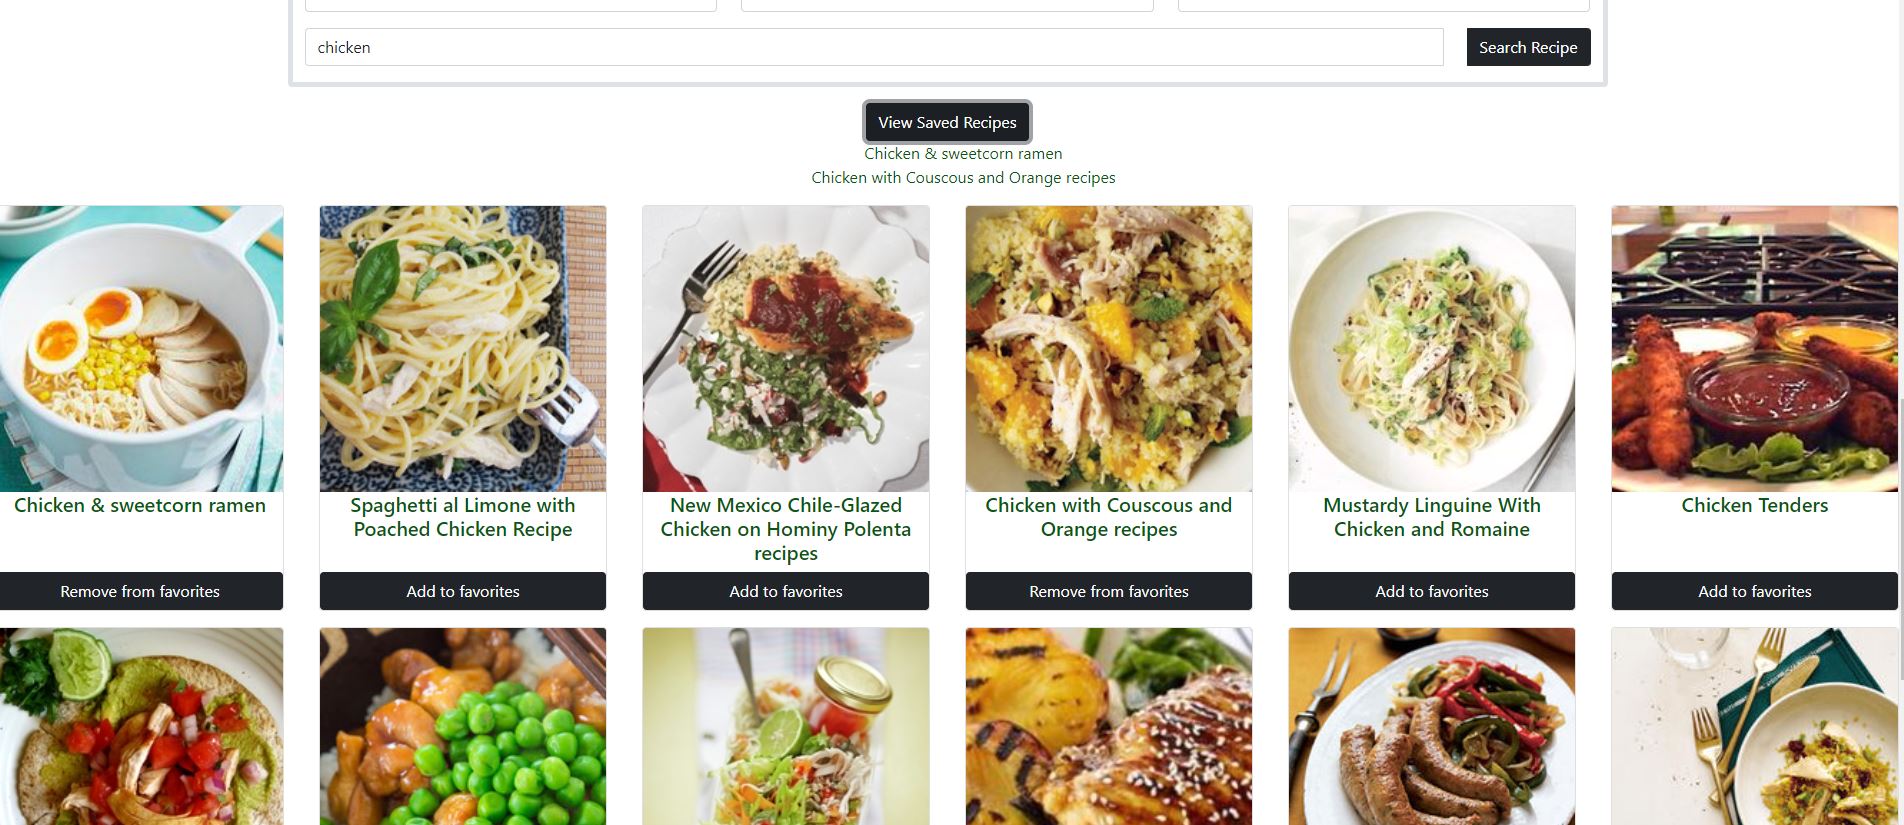 chicken
Search Recipe
View Saved Recipes
Chicken & sweetcorn ramen
Chicken with Couscous and Orange recipes
Chicken & sweetcorn ramen
Spaghetti al Limone with
Poached Chicken Recipe
New Mexico Chile-Glazed
Chicken on Hominy Polenta
recipes
Chicken with Couscous and
Orange recipes
Mustardy Linguine With
Chicken and Romaine
Chicken Tenders
Remove from favorites
Add to favorites
Add to favorites
Remove from favorites
Add to favorites
Add to favorites